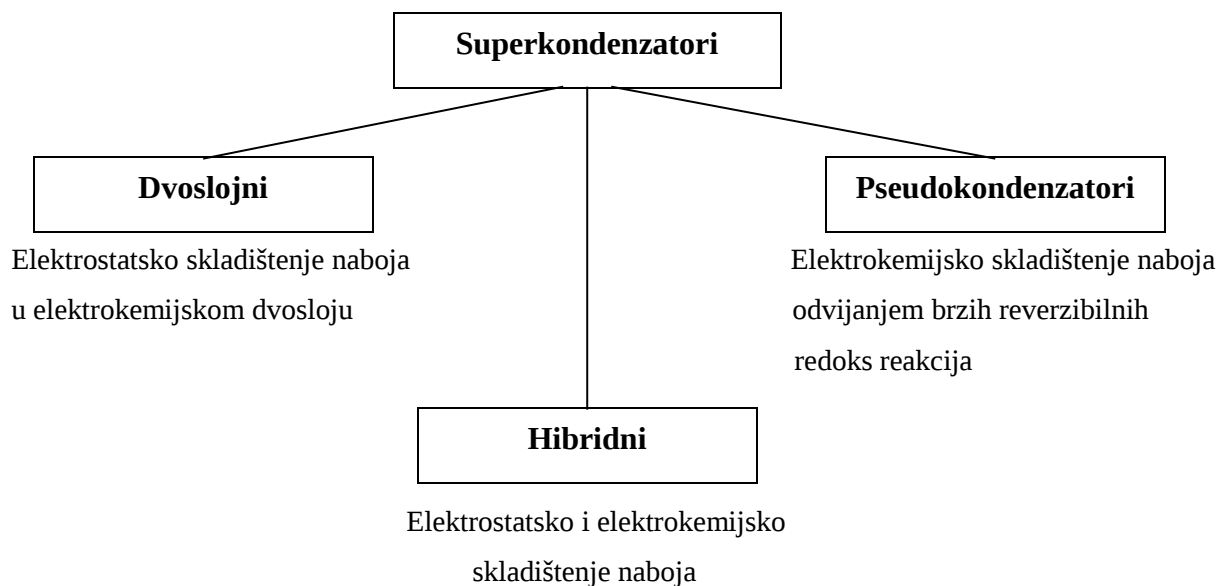 Superkondenzatori
Dvoslojni
Elektrostatsko skladištenje naboja
u elektrokemijskom dvosloju
Pseudokondenzatori
Elektrokemijsko skladištenje naboja
odvijanjem brzih reverzibilnih
redoks reakcija
Hibridni
Elektrostatsko i elektrokemijsko
skladištenje naboja